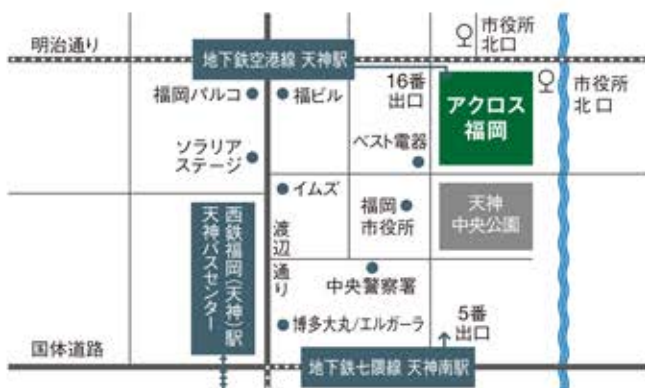 市役所
北口
明治通り
地下鉄空港線 天神駅
福岡パルコ
福ビル
16番
出口
アクロス
福岡
市役所
北口
ソラリア
ステージ
ベスト電器
イムズ
福岡
市役所
天神
中央公園
西鉄福岡(天神)駅
天神バスセンター
渡辺通り
中央警察署
博多大丸/エルガーラ
5番
出口
国体道路
地下鉄七隈線 天神南駅